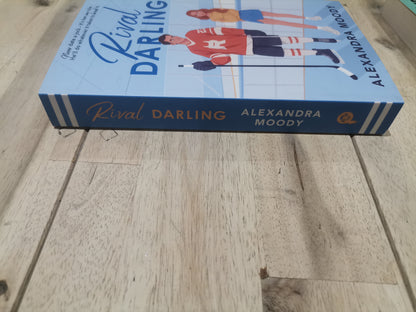 Rival
DARLING
ALEXANDRA MOODY
Rival DARLING
ALEXANDRA
MOODY